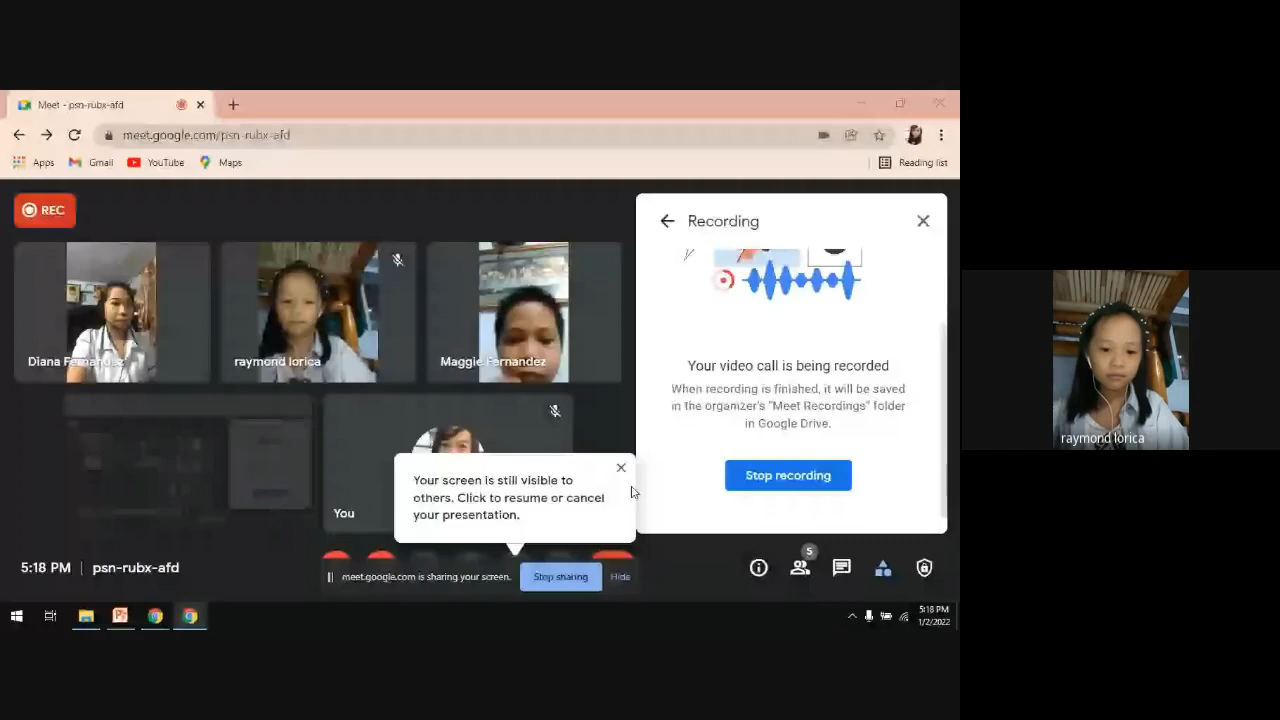 Meet - psn-rubx-afd
meet.google.com/psn-rubx-afd
Apps Gmail YouTube Maps Reading list
REC
Recording
Diana Fernandez
raymond lorica
Maggie Fernandez
Your video call is being recorded
When recording is finished, it will be saved
in the organizer's "Meet Recordings" folder
in Google Drive.
Stop recording
Your screen is still visible to
others. Click to resume or cancel
your presentation.
You
5:18 PM | psn-rubx-afd
meet.google.com is sharing your screen. Stop sharing Hide
5
5:18 PM
1/2/2022
raymond lorica